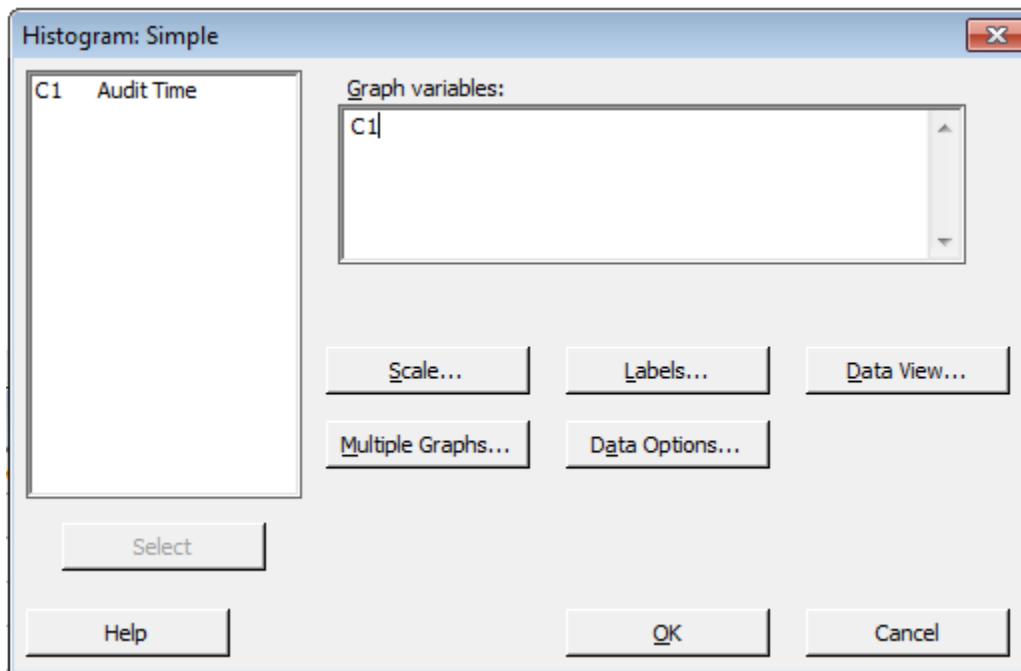 Histogram: Simple
C1 Audit Time
Graph variables:
C1
Scale... Labels... Data View...
Multiple Graphs... Data Options...
Select
Help OK Cancel